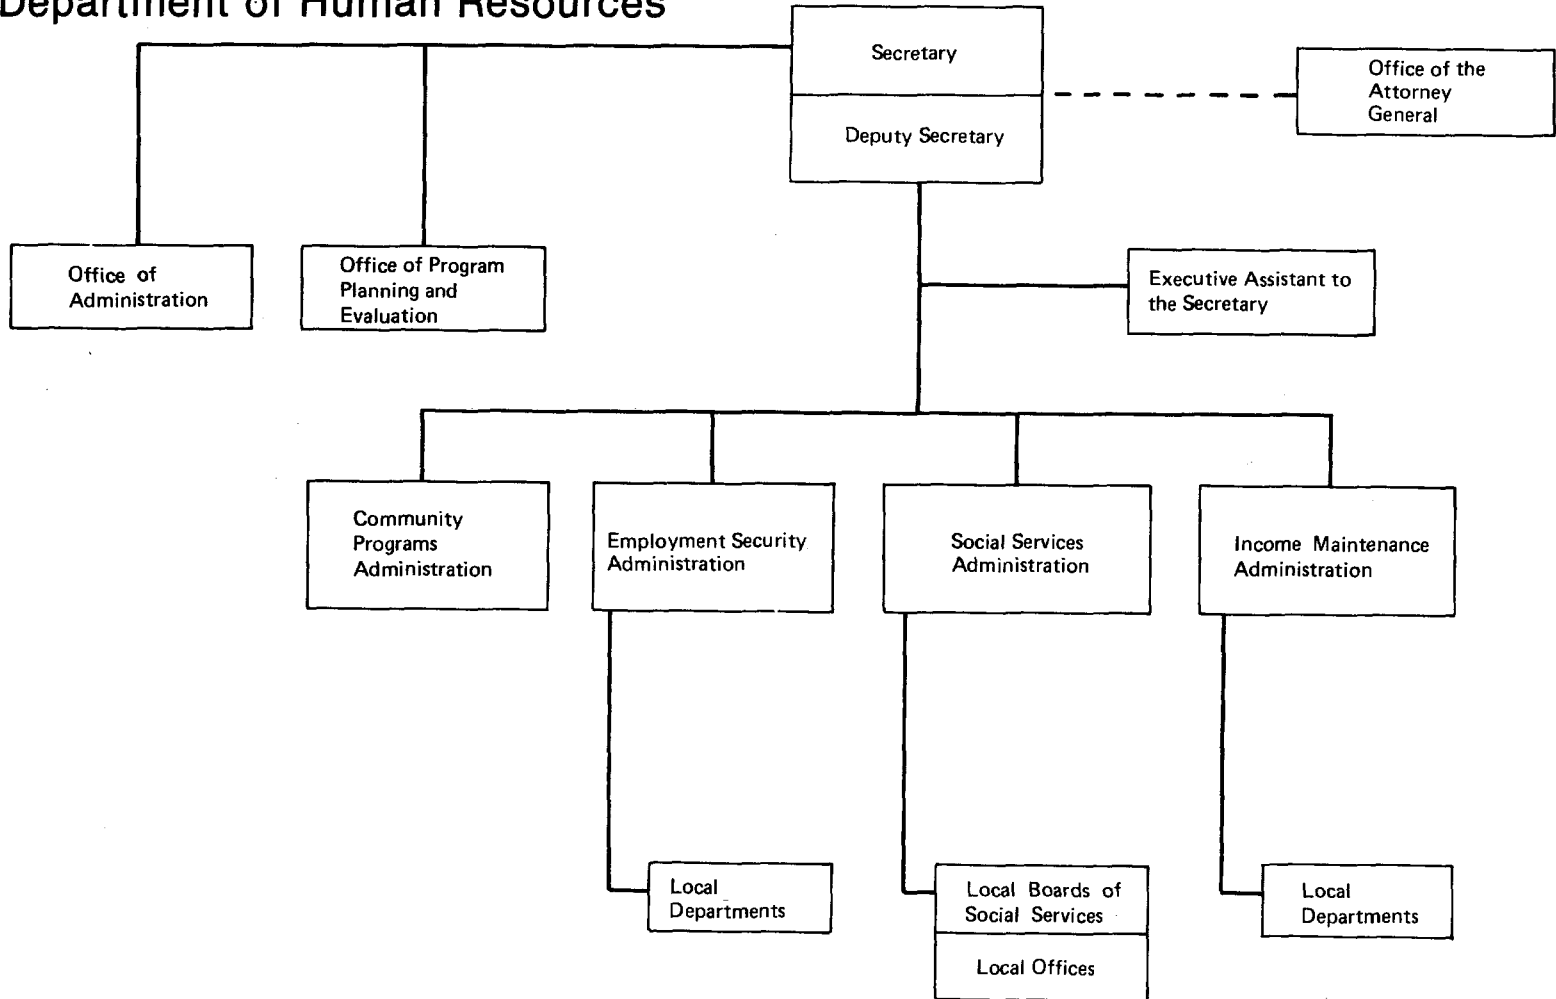 Department of Human Resources
Secretary
Deputy Secretary
Office of the
Attorney
General
Office of
Administration
Office of Program
Planning and
Evaluation
Executive Assistant to
the Secretary
Community
Programs
Administration
Employment Security
Administration
Social Services
Administration
Income Maintenance
Administration
Local
Departments
Local Boards of
Social Services
Local Offices
Local
Departments